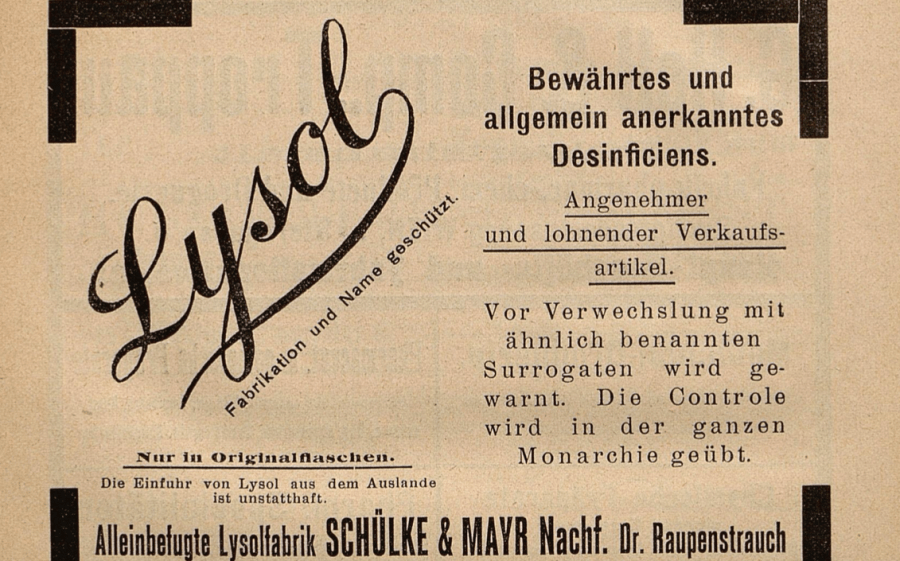 Lysol
Fabrikation und Name geschützt.
Nur in Originalflaschen.
Die Einfuhr von Lysol aus dem Auslande
ist unstatthaft.
Bewährtes und
allgemein anerkanntes
Desinficiens.
Angenehmer
und lohnender Verkaufs-
artikel.
Vor Verwechslung mit
ähnlich benannten
Surrogaten wird ge-
warnt. Die Controle
wird in der ganzen
Monarchie geübt.
Alleinbefugte Lysolfabrik SCHÜLKE & MAYR Nachf. Dr. Raupenstrauch